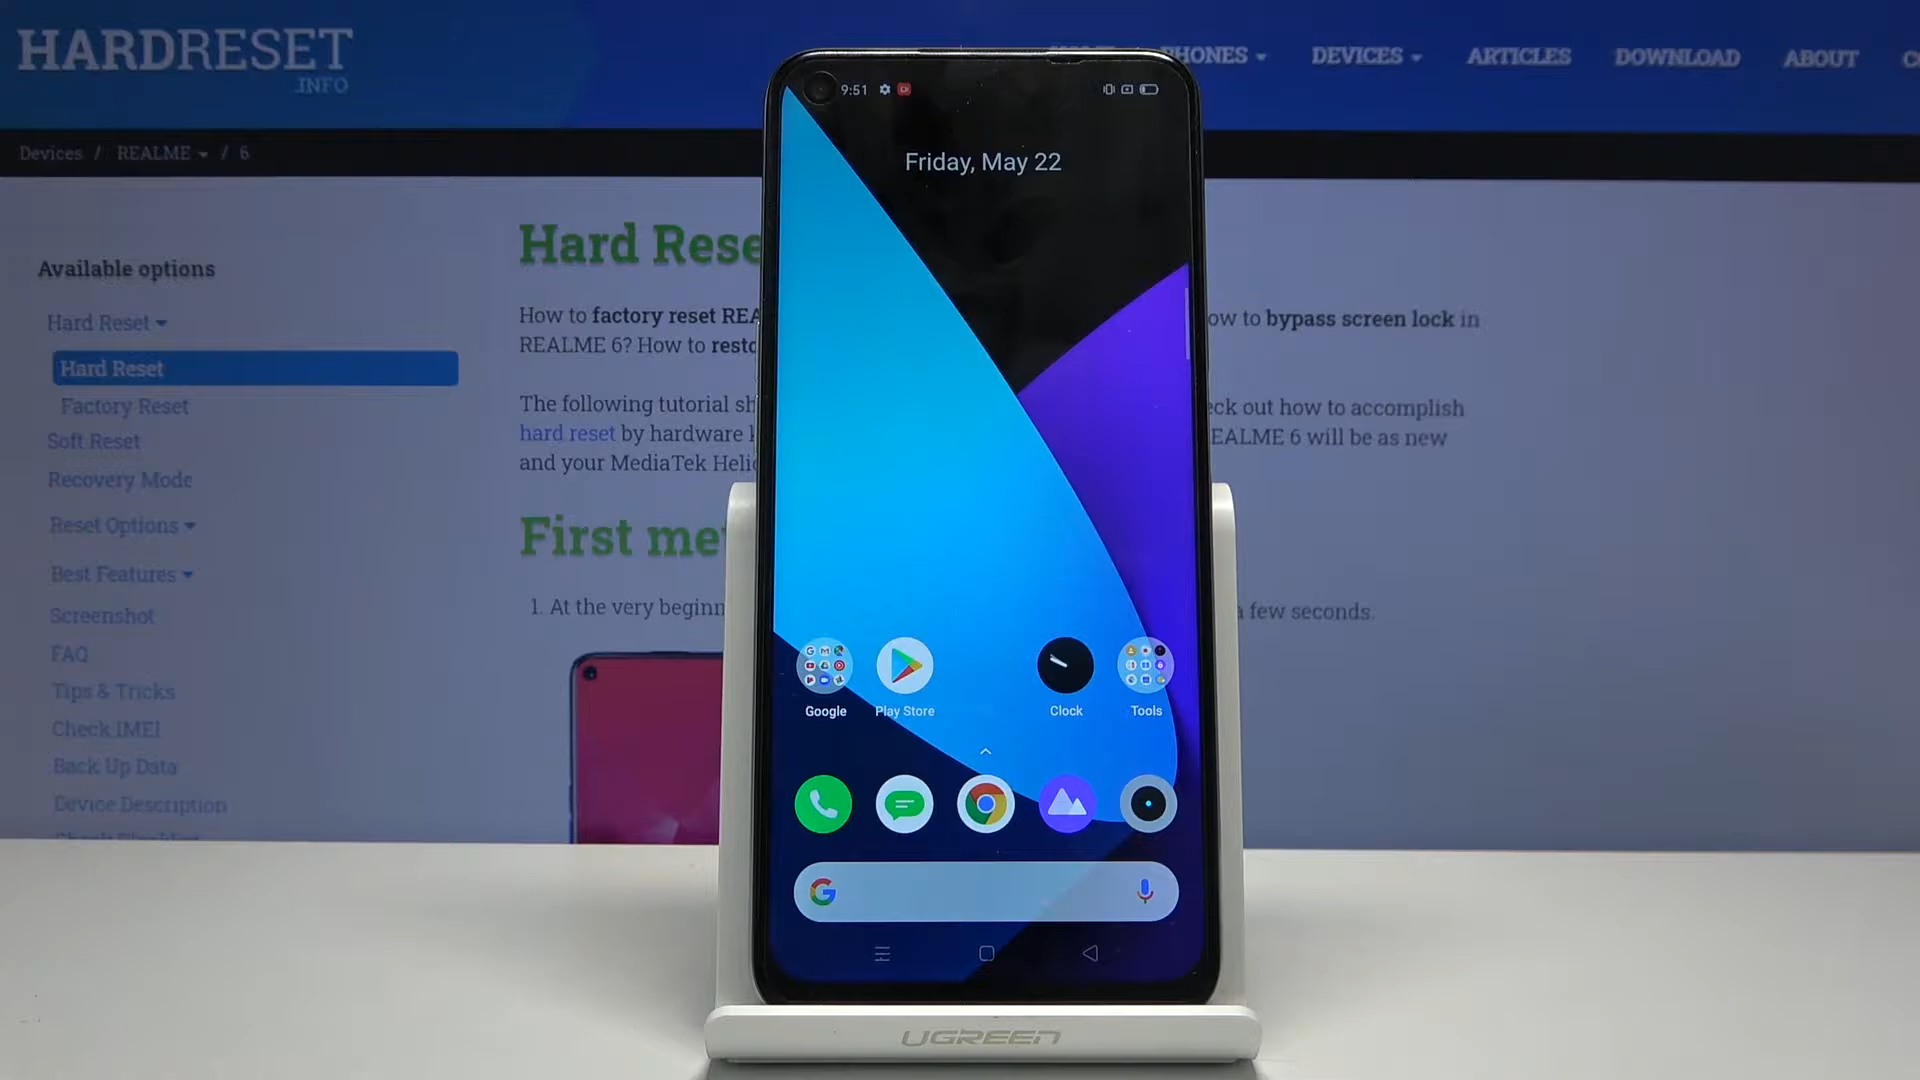 HARDRESET
.INFO
PHONES
DEVICES
ARTICLES
DOWNLOAD
ABOUT
Devices / REALME / 6
Available options
Hard Reset
Hard Reset
Factory Reset
Soft Reset
Recovery Mode
Reset Options
Best Features
Screenshot
FAQ
Tips & Tricks
Check IMEI
Back Up Data
Device Description
Hard Rese
How to factory reset REA
ow to bypass screen lock in
REALME 6? How to resto
The following tutorial sh
eck out how to accomplish
hard reset by hardware k
EALME 6 will be as new
and your MediaTek Helio
First me
1. At the very beginn
a few seconds.
9:51
Friday, May 22
Google
Play Store
Clock
Tools
UGREEN